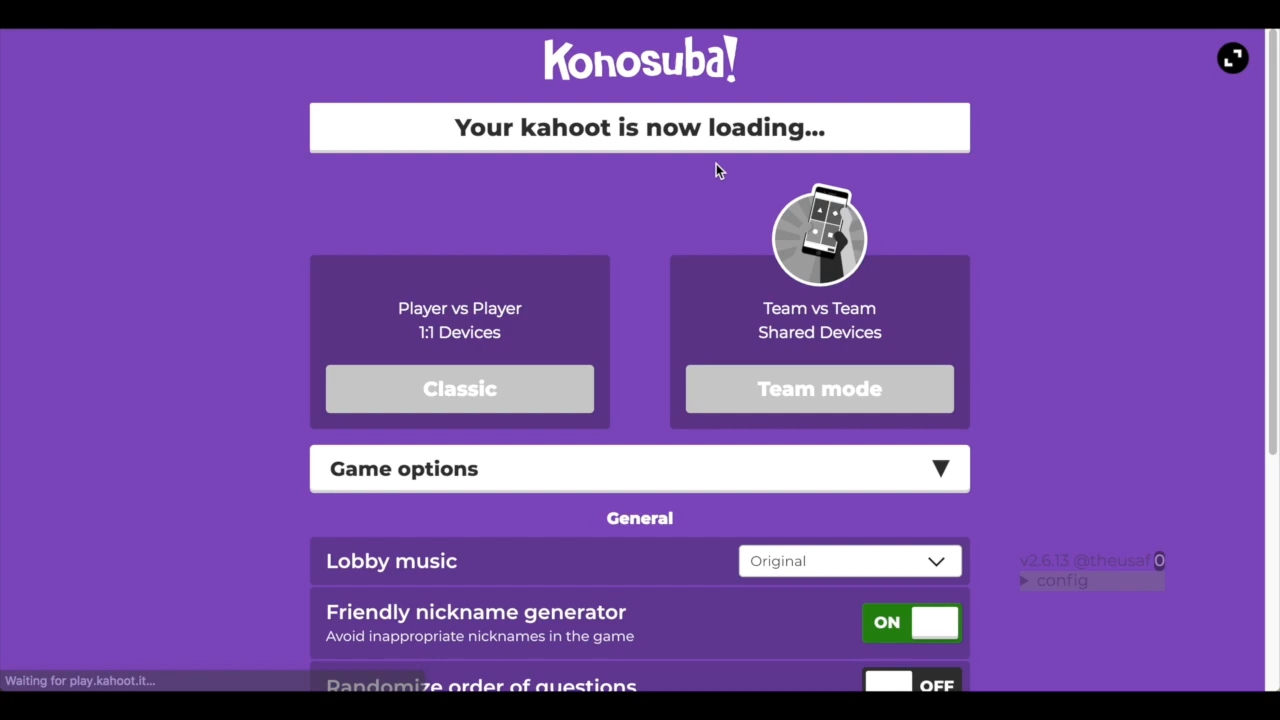 Konosuba!
Your kahoot is now loading...
Player vs Player
1:1 Devices
Classic
Team vs Team
Shared Devices
Team mode
Game options
General
Lobby music
Original
Friendly nickname generator
Avoid inappropriate nicknames in the game
ON
Randomize order of questions
OFF
v2.6.13 @theusaf 0
config
Waiting for play.kahoot.it...